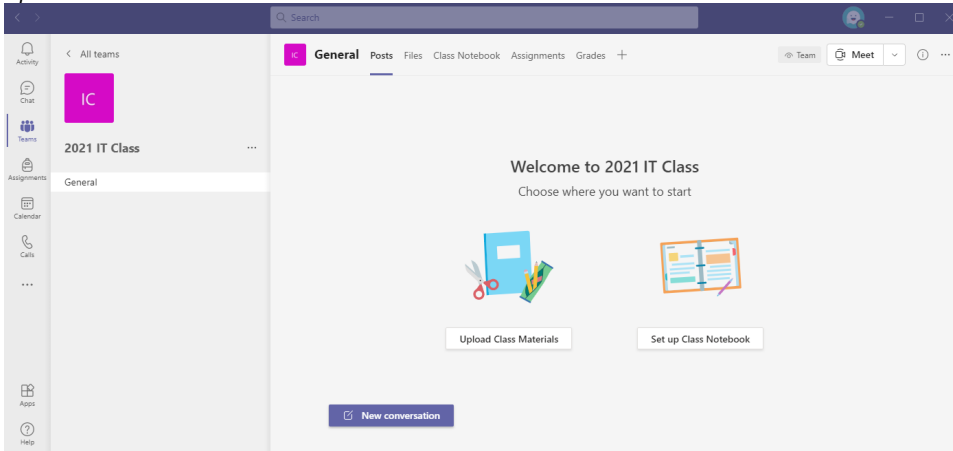 Search
Activity
Chat
Teams
Assignments
Calendar
Calls
...
Apps
Help
All teams
IC
2021 IT Class
...
General
IC
General Posts Files Class Notebook Assignments Grades
Team
Meet
...
Welcome to 2021 IT Class
Choose where you want to start
Upload Class Materials
Set up Class Notebook
New conversation